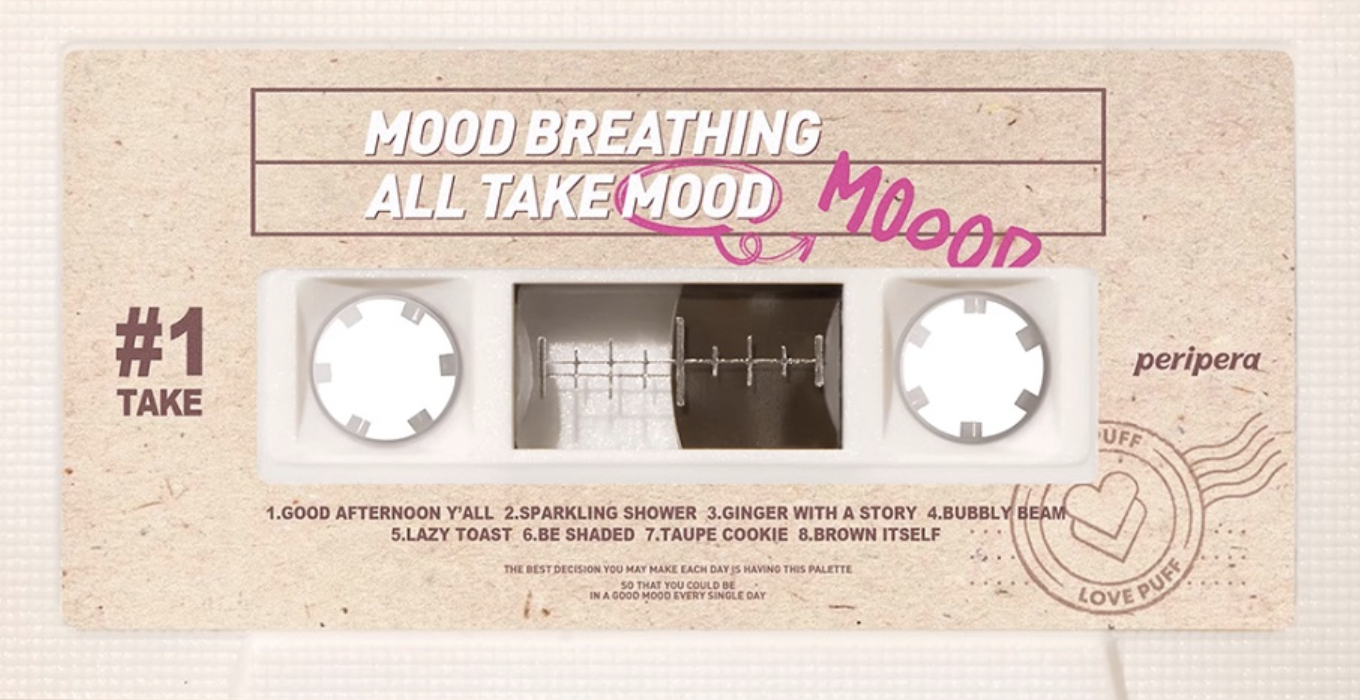 MOOD BREATHING
ALL TAKE MOOD
MOoOD
#1
TAKE
peripera
PUFF
LOVE PUFF
1.GOOD AFTERNOON Y'ALL 2.SPARKLING SHOWER 3.GINGER WITH A STORY 4.BUBBLY BEAM
5.LAZY TOAST 6.BE SHADED 7.TAUPE COOKIE 8.BROWN ITSELF
THE BEST DECISION YOU MAY MAKE EACH DAY IS HAVING THIS PALETTE
SO THAT YOU COULD BE
IN A GOOD MOOD EVERY SINGLE DAY